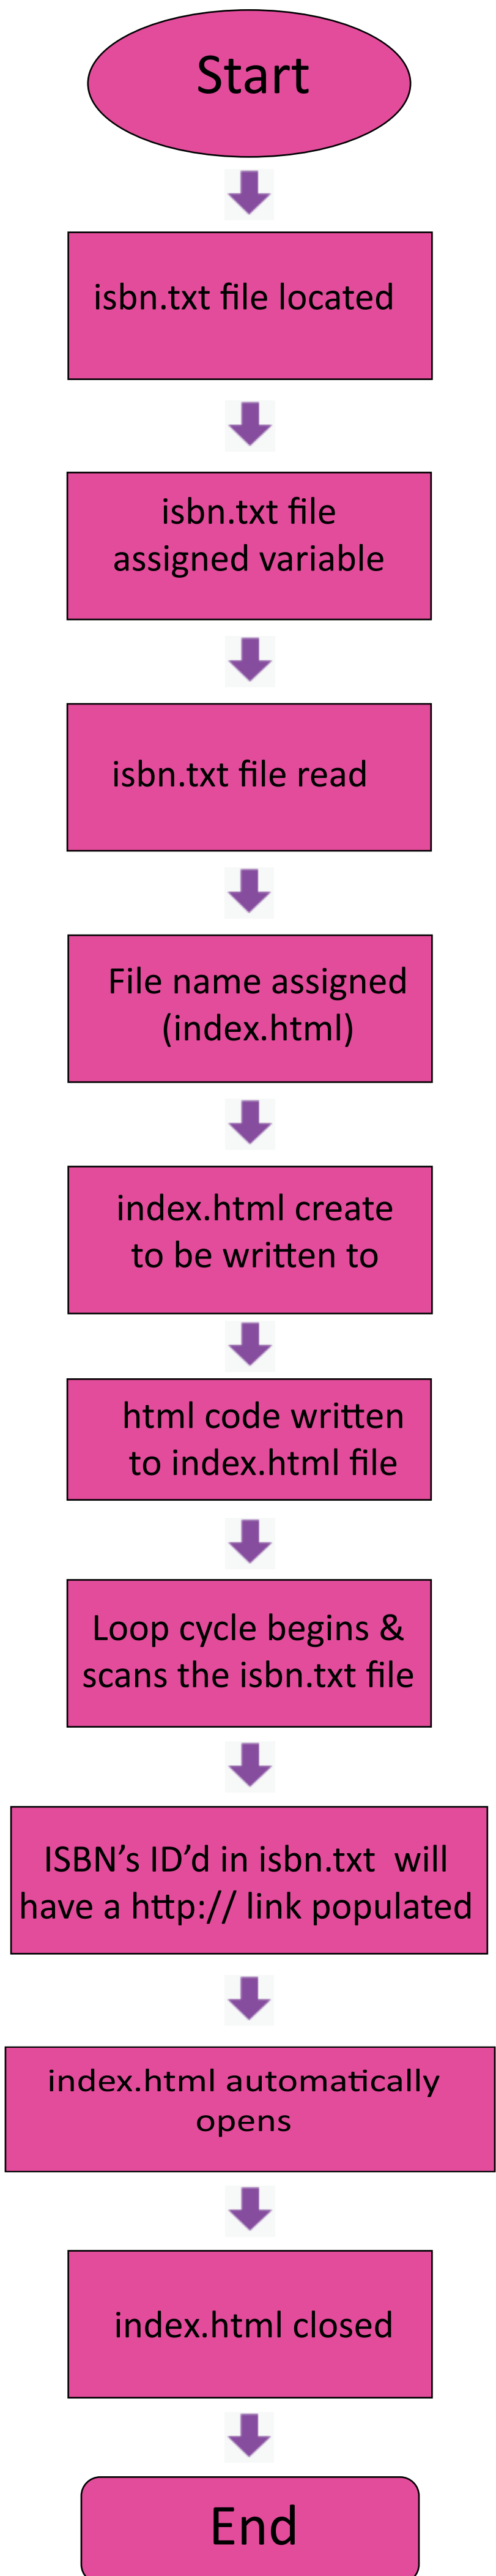 Start
isbn.txt file located
isbn.txt file
assigned variable
isbn.txt file read
File name assigned
(index.html)
index.html create
to be written to
html code written
to index.html file
Loop cycle begins &
scans the isbn.txt file
ISBN’s ID’d in isbn.txt  will
have a http:// link populated
index.html automatically
opens
index.html closed
End